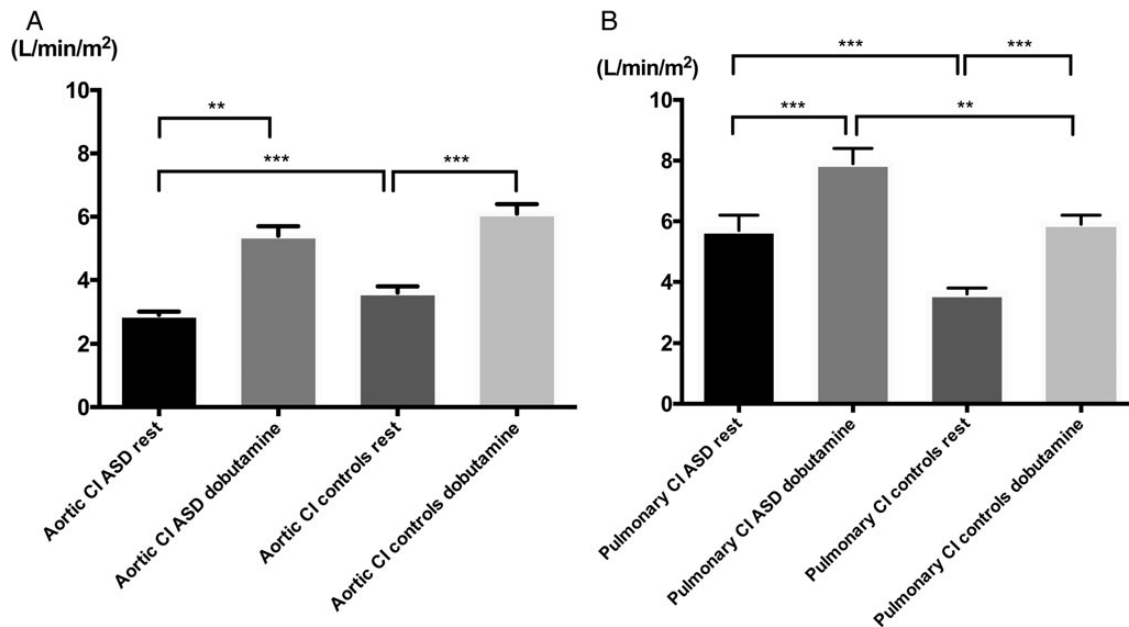 A
(L/min/m²)
10
8
6
4
2
0
**
***
***
Aortic CI ASD rest
Aortic CI ASD dobutamine
Aortic CI controls rest
Aortic CI controls dobutamine
B
(L/min/m²)
10
8
6
4
2
0
***
***
***
**
Pulmonary CI ASD rest
Pulmonary CI ASD dobutamine
Pulmonary CI controls rest
Pulmonary CI controls dobutamine